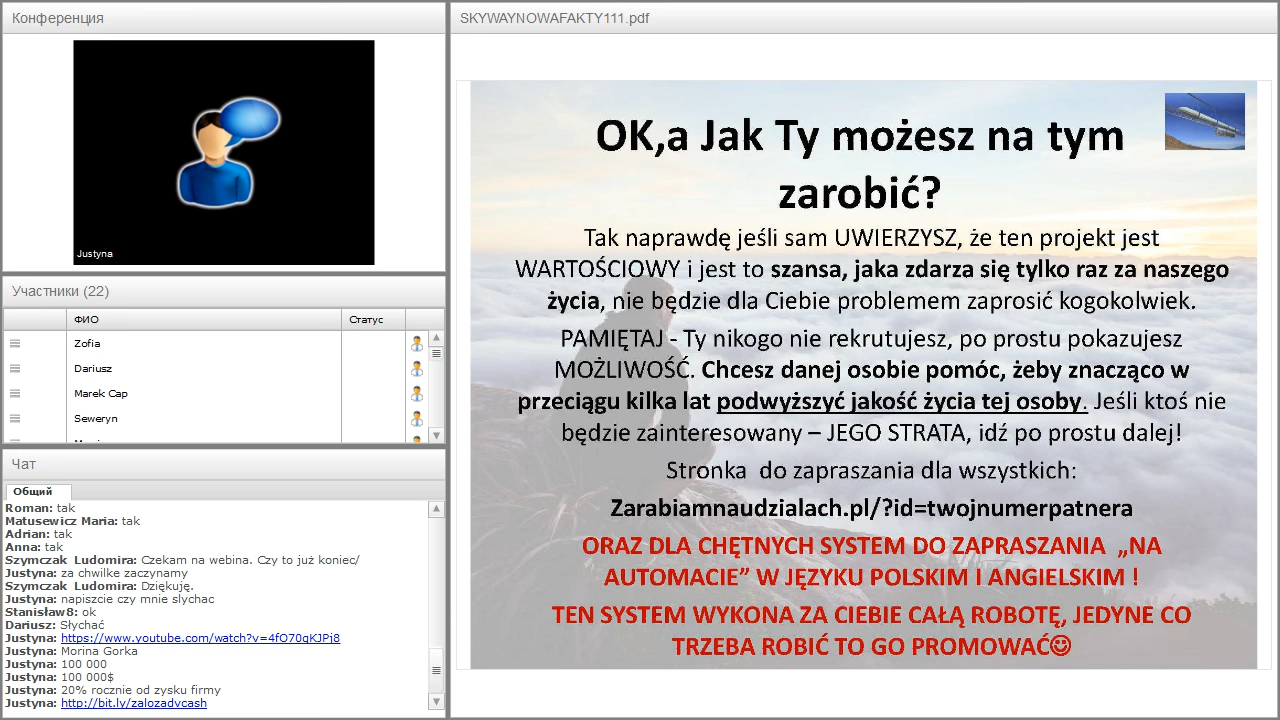 Конференция
Justyna
Участники (22)
ФИО
Статус
Zofia
Dariusz
Marek Cap
Seweryn
Чат
Общий
Roman: tak
Matusewicz Maria: tak
Adrian: tak
Anna: tak
Szymczak Ludomira: Czekam na webina. Czy to już koniec/
Justyna: za chwilke zaczynamy
Szymczak Ludomira: Dziękuję.
Justyna: napiszcie czy mnie slychac
Stanisław8: ok
Dariusz: Słychać
Justyna: https://www.youtube.com/watch?v=4fO70qKJPj8
Justyna: Morina Gorka
Justyna: 100 000
Justyna: 100 000$
Justyna: 20% rocznie od zysku firmy
Justyna: http://bit.ly/zalozadvcash
SKYWAYNOWAFAKTY111.pdf
OK,a Jak Ty możesz na tym
zarobić?
Tak naprawdę jeśli sam UWIERZYSZ, że ten projekt jest
WARTOŚCIOWY i jest to szansa, jaka zdarza się tylko raz za naszego
życia, nie będzie dla Ciebie problemem zaprosić kogokolwiek.
PAMIĘTAJ - Ty nikogo nie rekrutujesz, po prostu pokazujesz
MOŻLIWOŚĆ. Chcesz danej osobie pomóc, żeby znacząco w
przeciągu kilka lat podwyższyć jakość życia tej osoby. Jeśli ktoś nie
będzie zainteresowany – JEGO STRATA, idź po prostu dalej!
Stronka do zapraszania dla wszystkich:
Zarabiamnaudzialach.pl/?id=twojnumerpatnera
ORAZ DLA CHĘTNYCH SYSTEM DO ZAPRASZANIA „NA
AUTOMACIE” W JĘZYKU POLSKIM I ANGIELSKIM !
TEN SYSTEM WYKONA ZA CIEBIE CAŁĄ ROBOTĘ, JEDYNE CO
TRZEBA ROBIĆ TO GO PROMOWAĆ☺